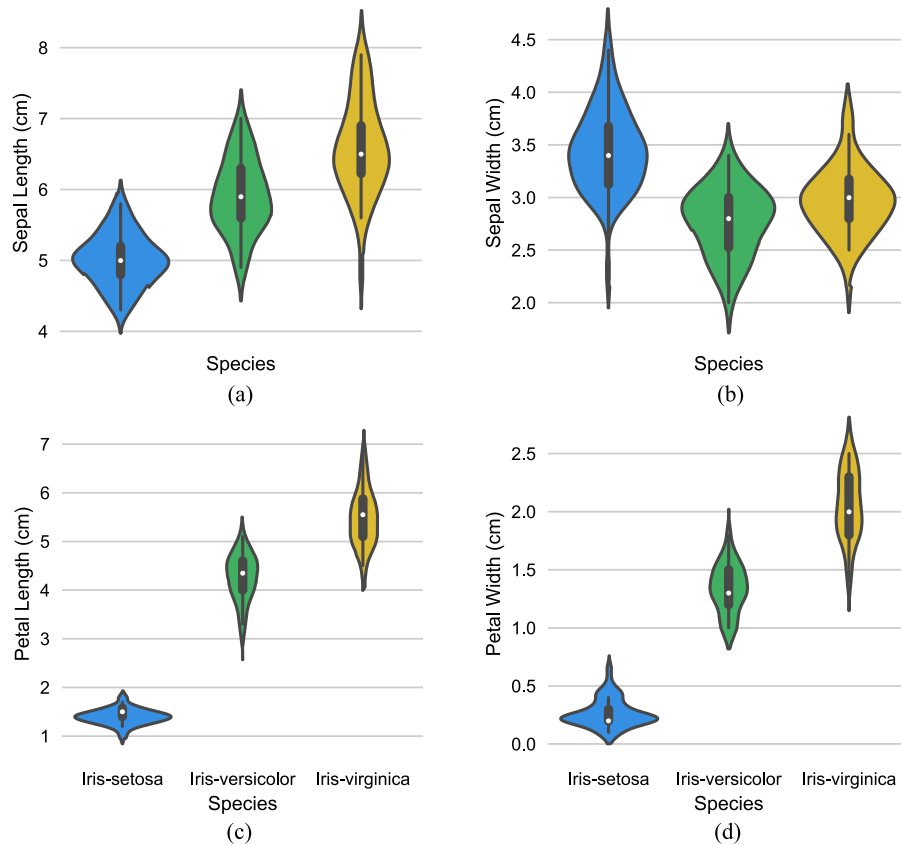 Sepal Length (cm)
8
7
6
5
4
Species
(a)
Sepal Width (cm)
4.5
4.0
3.5
3.0
2.5
2.0
Species
(b)
Petal Length (cm)
7
6
5
4
3
2
1
Iris-setosa Iris-versicolor Iris-virginica
Species
(c)
Petal Width (cm)
2.5
2.0
1.5
1.0
0.5
0.0
Iris-setosa Iris-versicolor Iris-virginica
Species
(d)